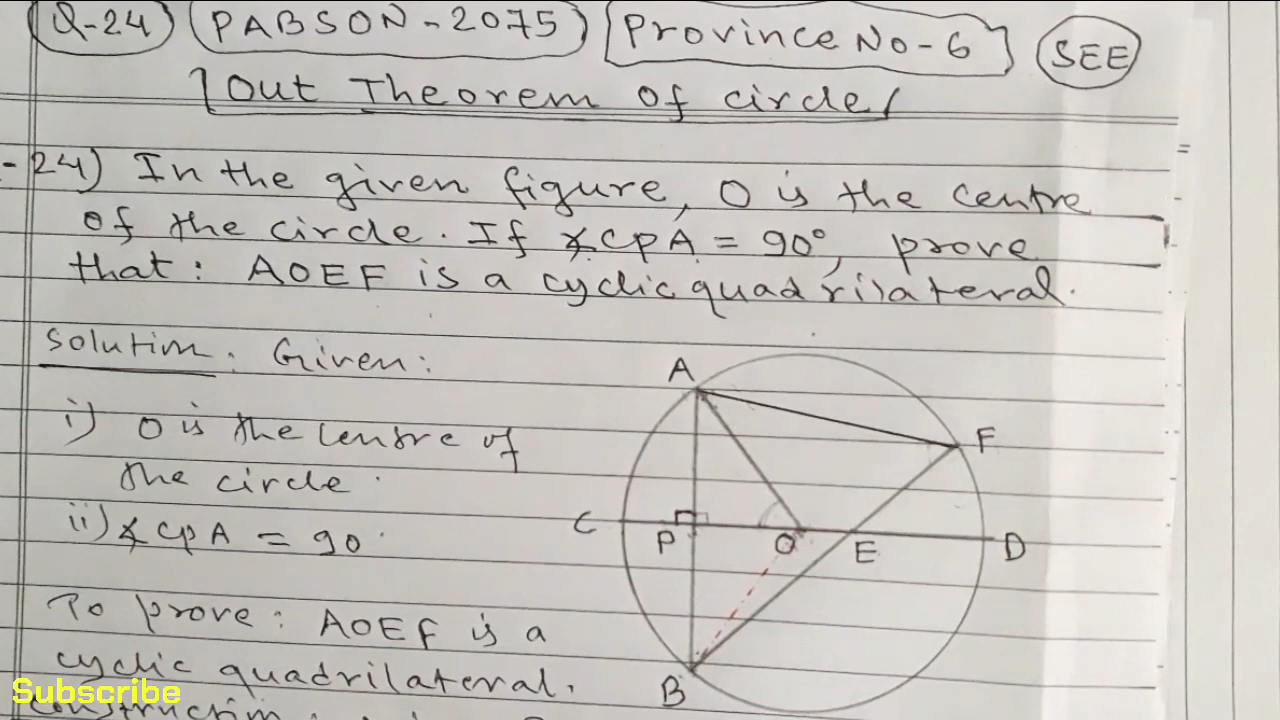 Q-24 PABSON-2075 [Province No-6] SEE
[Out Theorem of circle]
-24) In the given figure, O is the centre
of the circle. If ∡CPA = 90°, prove
that: AOEF is a cyclic quadrilateral.
Solution. Given:
i) O is the centre of
the circle.
ii) ∡CPA = 90°
To prove: AOEF is a
cyclic quadrilateral.
A
F
C
P
O
E
D
B
Subscribe